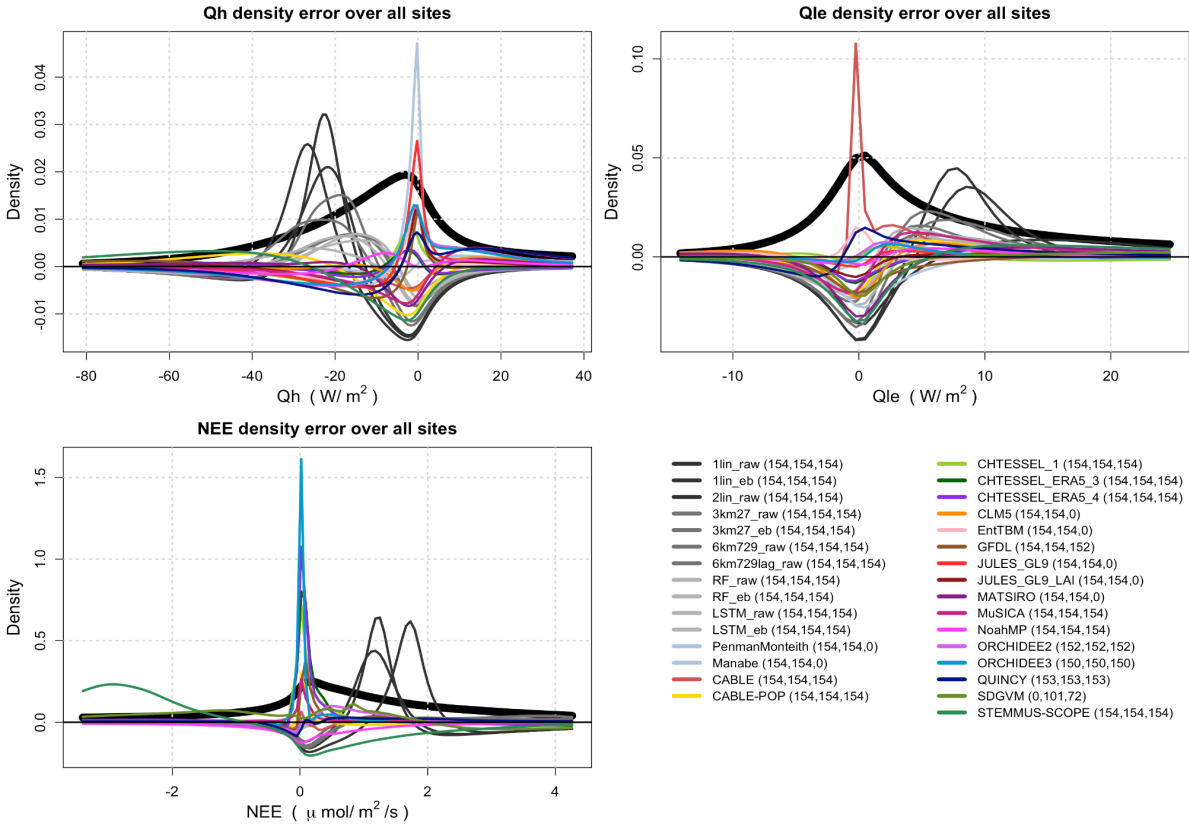 Qh density error over all sites
0.04
0.03
0.02
0.01
0.00
-0.01
Density
-80 -60 -40 -20 0 20 40
Qh ( W/ m2 )
Qle density error over all sites
0.10
0.05
0.00
Density
-10 0 10 20
Qle ( W/ m2 )
NEE density error over all sites
1.5
1.0
0.5
0.0
Density
-2 0 2 4
NEE ( μ mol/ m2 /s )
1lin_raw (154,154,154)
1lin_eb (154,154,154)
2lin_raw (154,154,154)
3km27_raw (154,154,154)
3km27_eb (154,154,154)
6km729_raw (154,154,154)
6km729lag_raw (154,154,154)
RF_raw (154,154,154)
RF_eb (154,154,154)
LSTM_raw (154,154,154)
LSTM_eb (154,154,154)
PenmanMonteith (154,154,0)
Manabe (154,154,0)
CABLE (154,154,154)
CABLE-POP (154,154,154)
CHTESSEL_1 (154,154,154)
CHTESSEL_ERA5_3 (154,154,154)
CHTESSEL_ERA5_4 (154,154,154)
CLM5 (154,154,0)
EntTBM (154,154,0)
GFDL (154,154,152)
JULES_GL9 (154,154,0)
JULES_GL9_LAI (154,154,0)
MATSIRO (154,154,0)
MuSICA (154,154,154)
NoahMP (154,154,154)
ORCHIDEE2 (152,152,152)
ORCHIDEE3 (150,150,150)
QUINCY (153,153,153)
SDGVM (0,101,72)
STEMMUS-SCOPE (154,154,154)